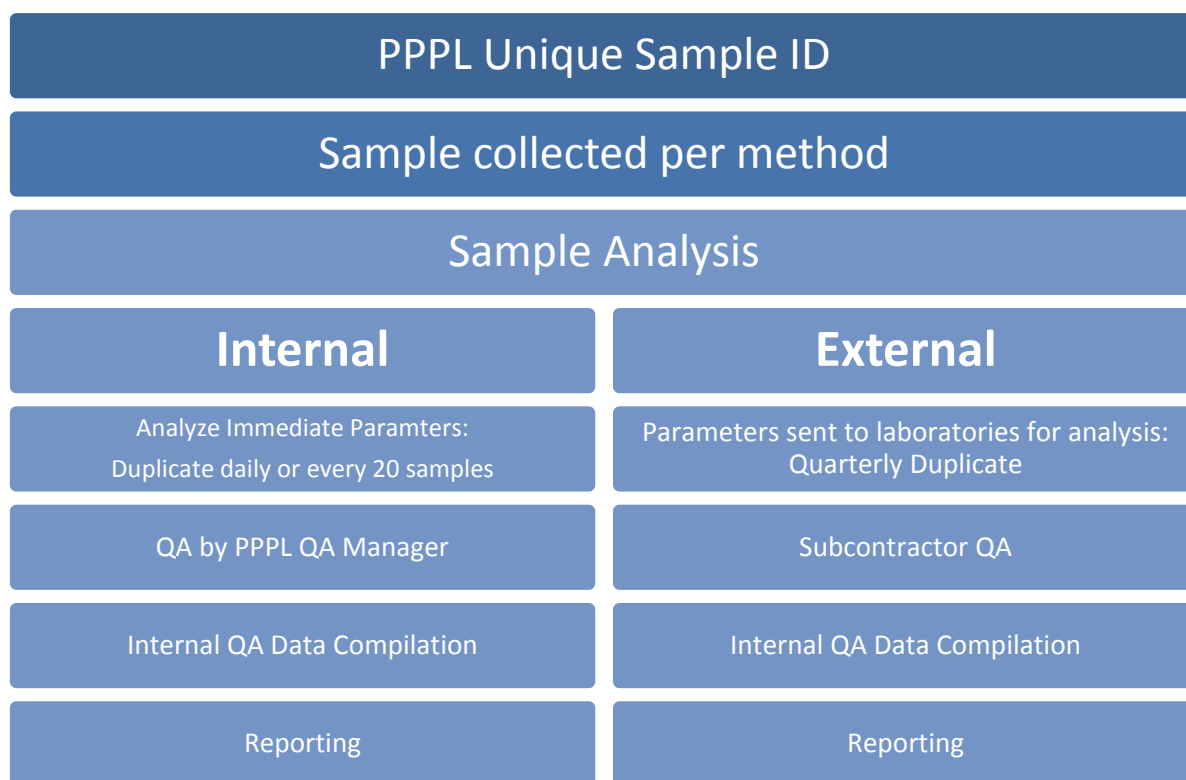 PPPL Unique Sample ID
Sample collected per method
Sample Analysis
Internal
External
Analyze Immediate Paramters:
Duplicate daily or every 20 samples
Parameters sent to laboratories for analysis:
Quarterly Duplicate
QA by PPPL QA Manager
Subcontractor QA
Internal QA Data Compilation
Internal QA Data Compilation
Reporting
Reporting